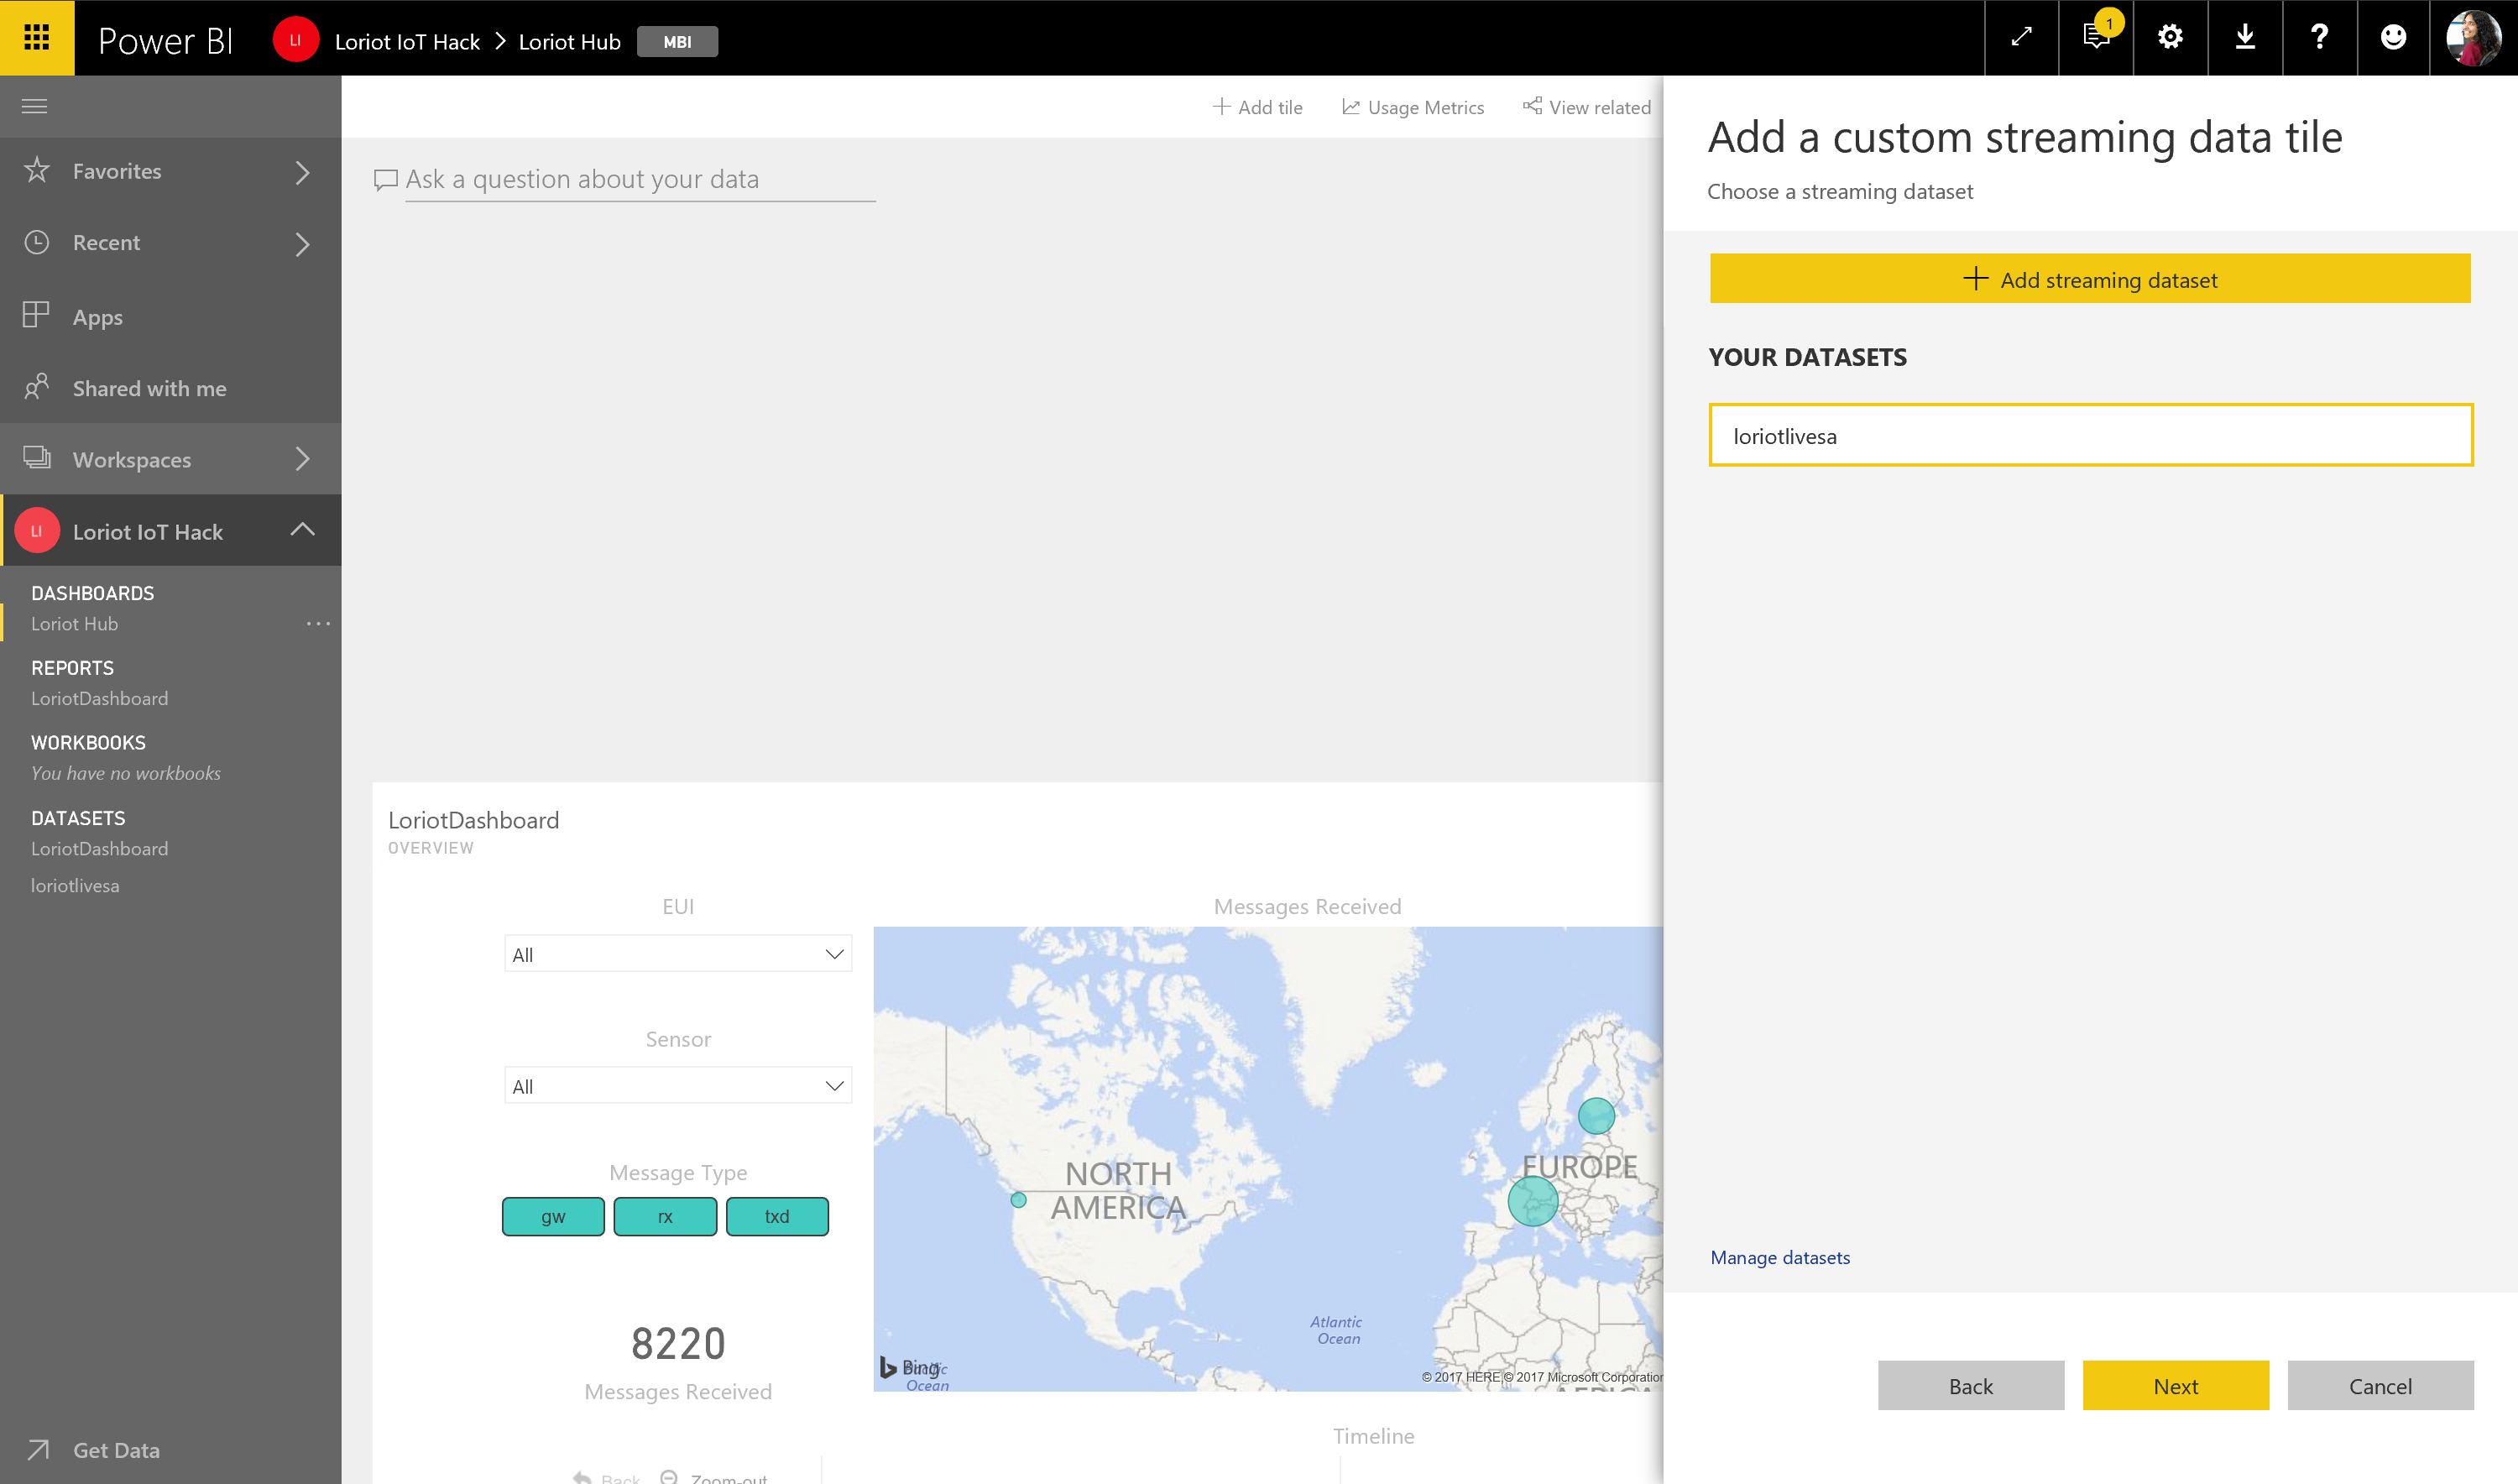 Power BI
LI
Loriot IoT Hack
Loriot Hub
MBI
1
Add tile
Usage Metrics
View related
Favorites
Recent
Apps
Shared with me
Workspaces
LI
Loriot IoT Hack
DASHBOARDS
Loriot Hub
REPORTS
LoriotDashboard
WORKBOOKS
You have no workbooks
DATASETS
LoriotDashboard
loriotlivesa
Get Data
Ask a question about your data
LoriotDashboard
OVERVIEW
EUI
All
Sensor
All
Message Type
gw
rx
txd
8220
Messages Received
Back
Zoom-out
Messages Received
NORTH
AMERICA
EUROPE
Atlantic
Ocean
Bing
Pacific
Ocean
© 2017 HERE © 2017 Microsoft Corporation
AFRICA
Timeline
Add a custom streaming data tile
Choose a streaming dataset
Add streaming dataset
YOUR DATASETS
loriotlivesa
Manage datasets
Back
Next
Cancel